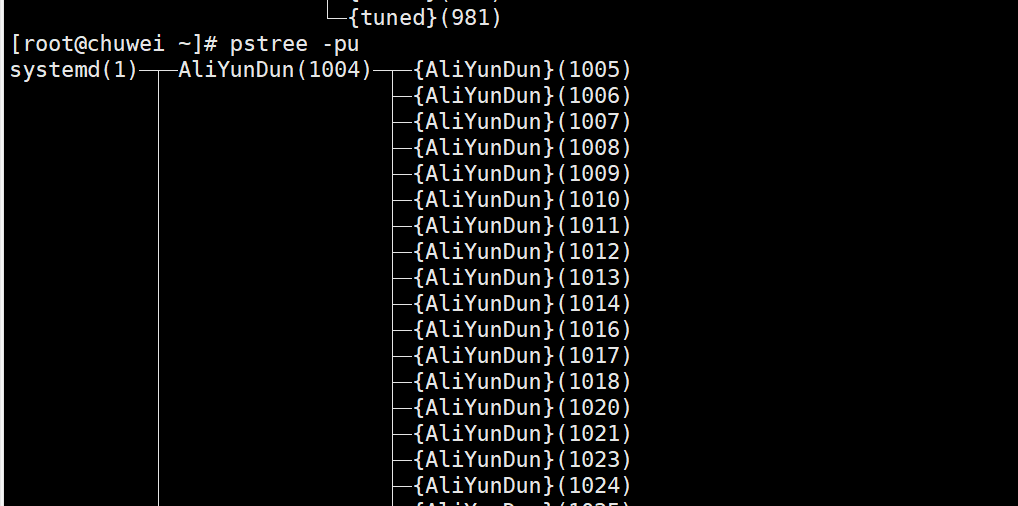 {tuned}(981)
[root@chuwei ~]# pstree -pu
systemd(1)─┬─AliYunDun(1004)─┬─{AliYunDun}(1005)
├─{AliYunDun}(1006)
├─{AliYunDun}(1007)
├─{AliYunDun}(1008)
├─{AliYunDun}(1009)
├─{AliYunDun}(1010)
├─{AliYunDun}(1011)
├─{AliYunDun}(1012)
├─{AliYunDun}(1013)
├─{AliYunDun}(1014)
├─{AliYunDun}(1016)
├─{AliYunDun}(1017)
├─{AliYunDun}(1018)
├─{AliYunDun}(1020)
├─{AliYunDun}(1021)
├─{AliYunDun}(1023)
├─{AliYunDun}(1024)